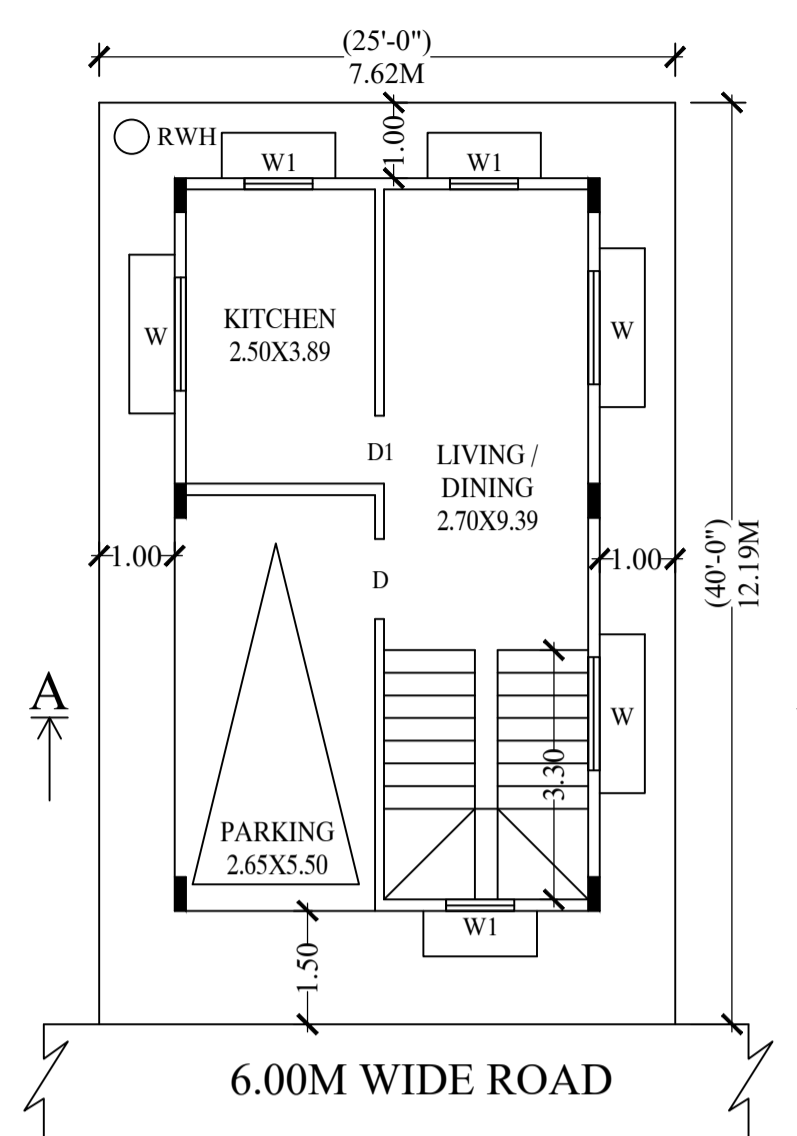 (25'-0")
7.62M
RWH
W1
1.00
W1
W
KITCHEN
2.50X3.89
W
D1
LIVING /
DINING
2.70X9.39
(40'-0")
12.19M
1.00
1.00
D
A
W
3.30
PARKING
2.65X5.50
W1
1.50
6.00M WIDE ROAD